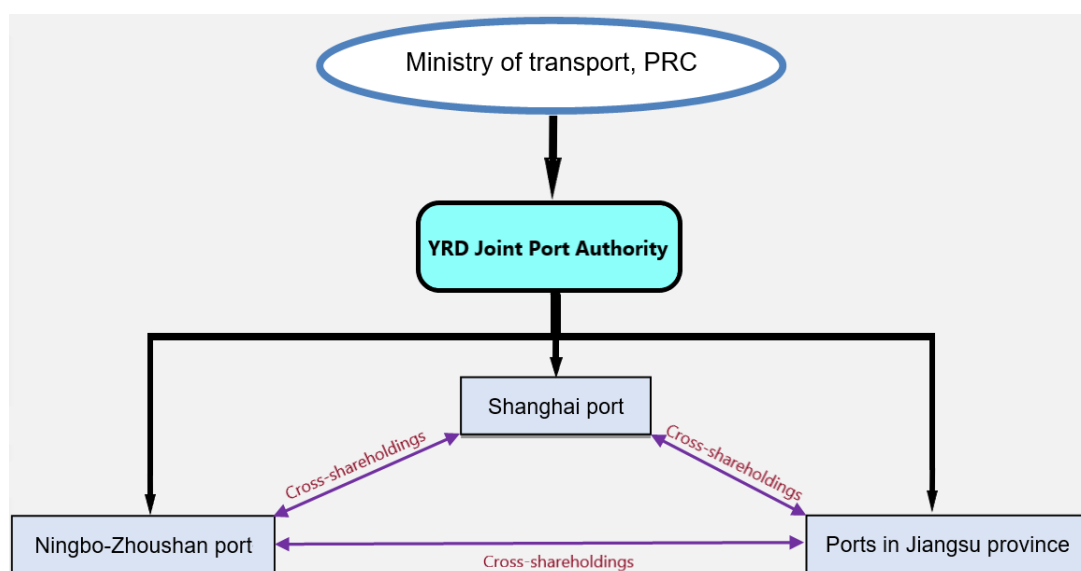 Ministry of transport, PRC
YRD Joint Port Authority
Shanghai port
Cross-shareholdings
Cross-shareholdings
Ningbo-Zhoushan port
Cross-shareholdings
Ports in Jiangsu province